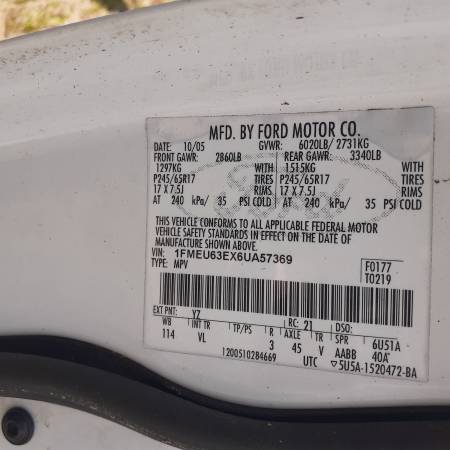 MFD. BY FORD MOTOR CO.
DATE: 10/05 GVWR: 6020LB/ 2731KG
FRONT GAWR: 2860LB REAR GAWR: 3340LB
1297KG WITH 1515KG WITH
P245/65R17 TIRES P245/65R17 TIRES
17 X 7.5J RIMS 17 X 7.5J RIMS
AT 240 kPa/ 35 PSI COLD AT 240 kPa/ 35 PSI COLD
THIS VEHICLE CONFORMS TO ALL APPLICABLE FEDERAL MOTOR
VEHICLE SAFETY STANDARDS IN EFFECT ON THE DATE OF
MANUFACTURE SHOWN ABOVE.
VIN: 1FMEU63EX6UA57369
TYPE: MPV F0177
T0219
EXT PNT: YZ RC: 21 DSO:
WB INT TR TP/PS R AXLE TR SPR 6U51A
114 VL 3 45 V AABB 40A
1200510284669 UTC ▽5U5A-1520472-BA